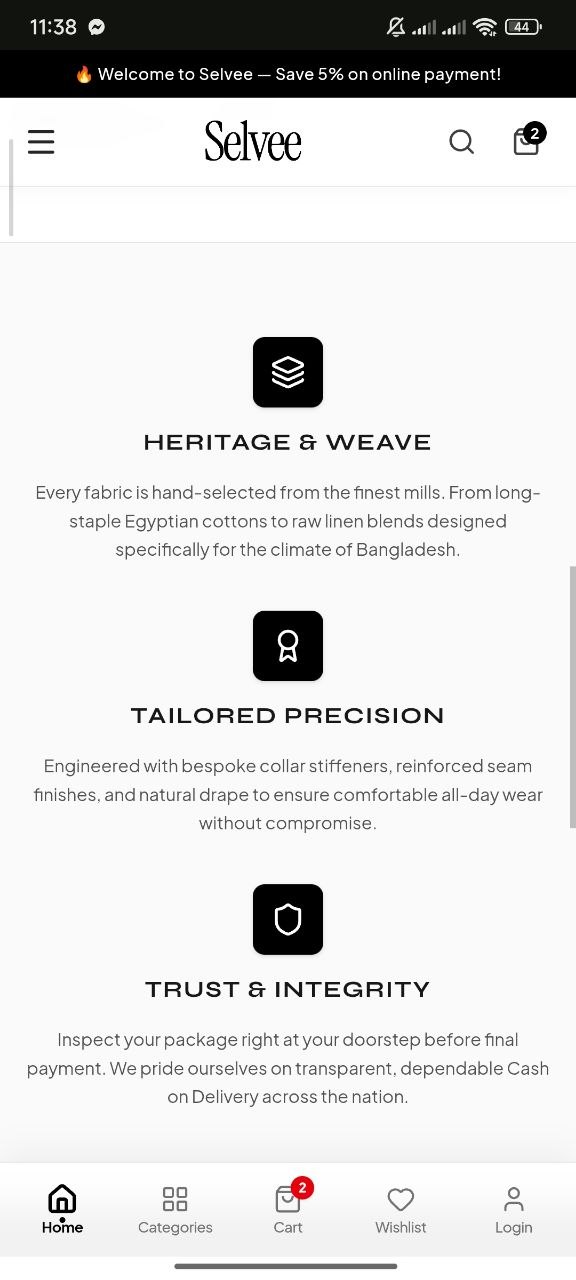 11:38
44
🔥 Welcome to Selvee — Save 5% on online payment!
Selvee
2
HERITAGE & WEAVE
Every fabric is hand-selected from the finest mills. From long-
staple Egyptian cottons to raw linen blends designed
specifically for the climate of Bangladesh.
TAILORED PRECISION
Engineered with bespoke collar stiffeners, reinforced seam
finishes, and natural drape to ensure comfortable all-day wear
without compromise.
TRUST & INTEGRITY
Inspect your package right at your doorstep before final
payment. We pride ourselves on transparent, dependable Cash
on Delivery across the nation.
2
Home Categories Cart Wishlist Login